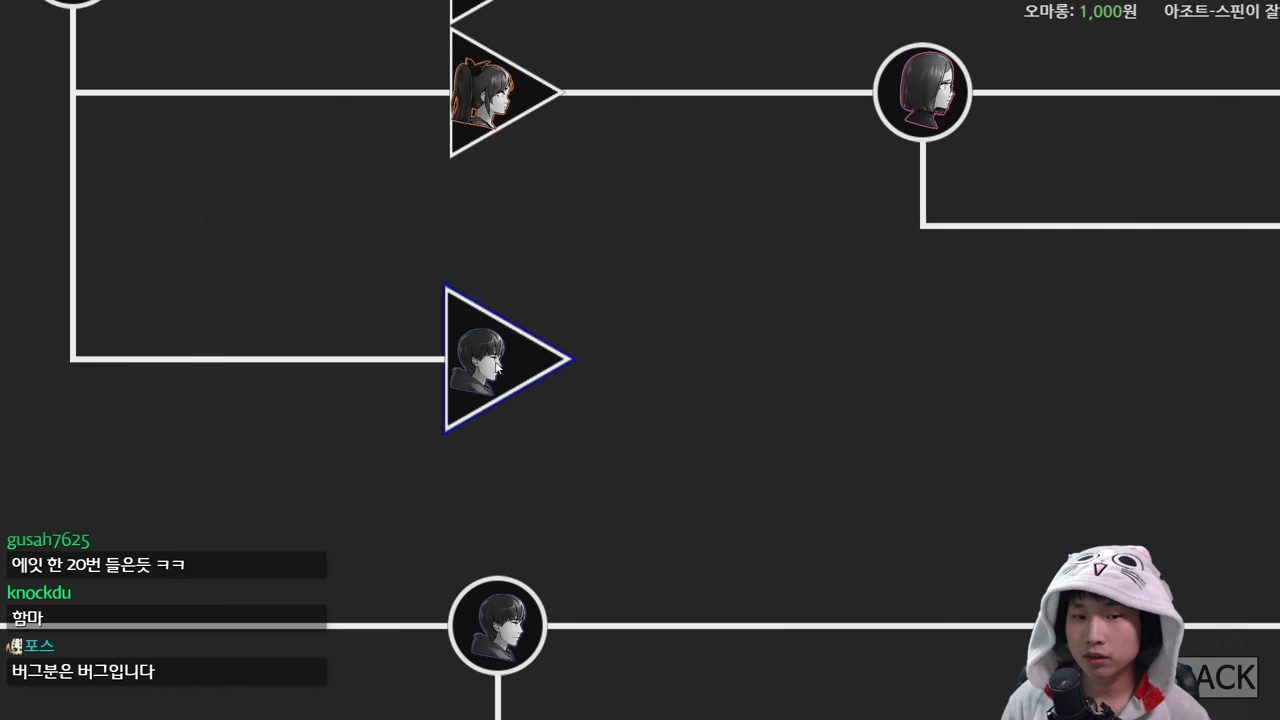 오마롱: 1,000원 아조트-스핀이 잘
gusah7625
에잇 한 20번 들은듯 ㅋㅋ
knockdu
함마
포스
버그분은 버그입니다
ACK